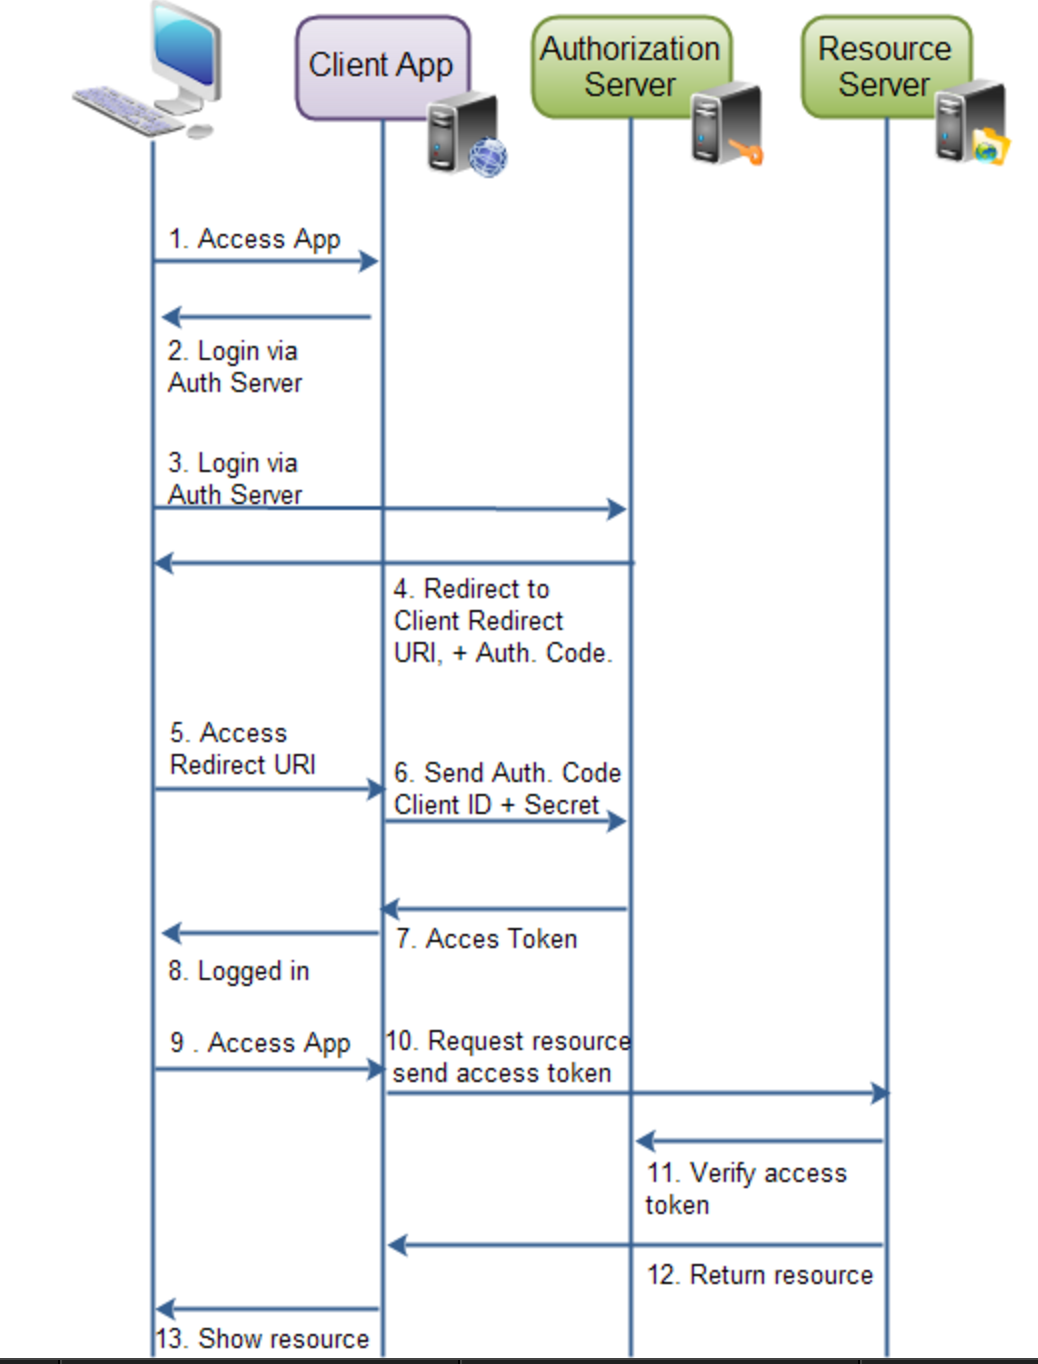 Client App
Authorization
Server
Resource
Server
1. Access App
2. Login via
Auth Server
3. Login via
Auth Server
4. Redirect to
Client Redirect
URI, + Auth. Code.
5. Access
Redirect URI
6. Send Auth. Code
Client ID + Secret
7. Acces Token
8. Logged in
9 . Access App
10. Request resource
send access token
11. Verify access
token
12. Return resource
13. Show resource